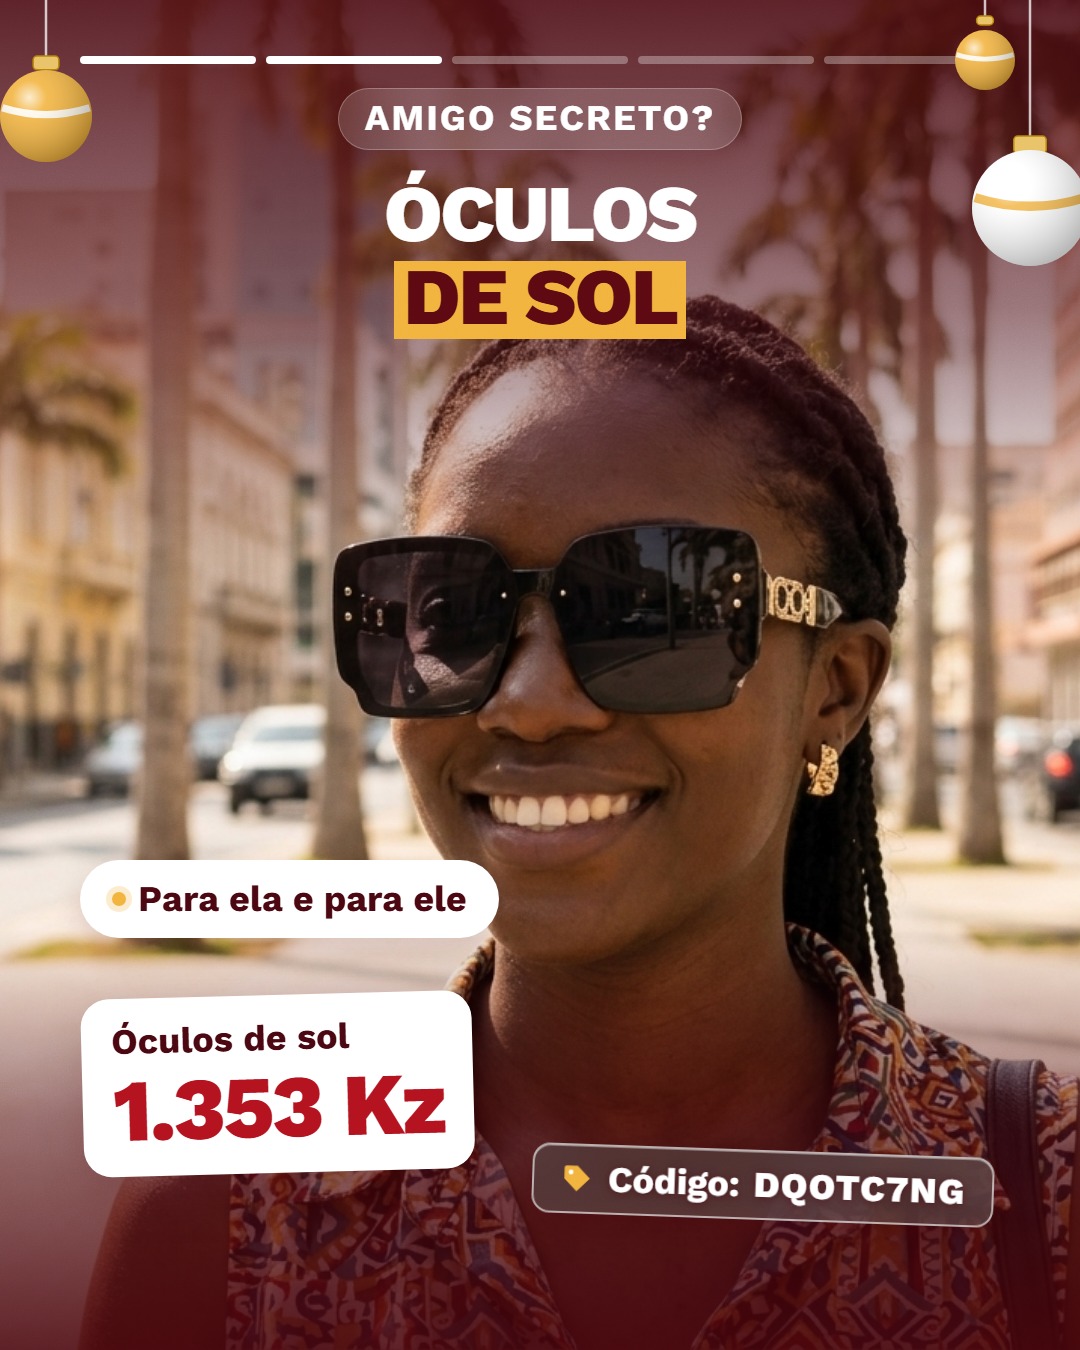 AMIGO SECRETO?
ÓCULOS
DE SOL
Para ela e para ele
Óculos de sol
1.353 Kz
Código: DQOTC7NG